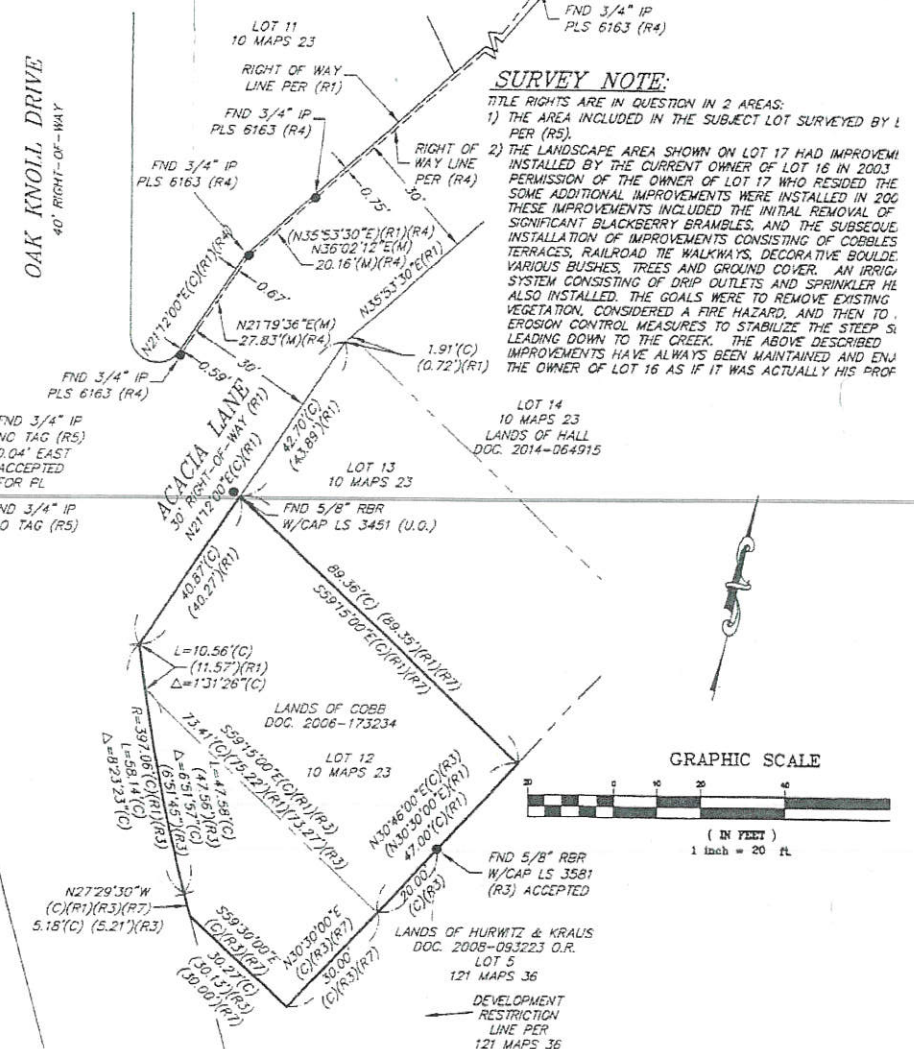 FND 3/4" IP
PLS 6163 (R4)
LOT 11
10 MAPS 23
OAK KNOLL DRIVE
40' RIGHT-OF-WAY
RIGHT OF WAY
LINE PER (R1)
FND 3/4" IP
PLS 6163 (R4)
FND 3/4" IP
PLS 6163 (R4)
RIGHT OF
WAY LINE
PER (R4)
30'
0.75'
(N35°53'30"E)(R1)(R4)
N36°02'12"E(M)
20.16'(M)(R4)
N35°53'30"E(R1)
N21°12'00"E(C)(R1)(R4)
0.67'
N21°19'36"E(M)
27.83'(M)(R4)
0.59'
30'
FND 3/4" IP
PLS 6163 (R4)
SURVEY NOTE:
TITLE RIGHTS ARE IN QUESTION IN 2 AREAS:
1) THE AREA INCLUDED IN THE SUBJECT LOT SURVEYED BY
PER (R5).
2) THE LANDSCAPE AREA SHOWN ON LOT 17 HAD IMPROVEM
INSTALLED BY THE CURRENT OWNER OF LOT 16 IN 2003
PERMISSION OF THE OWNER OF LOT 17 WHO RESIDED THE
SOME ADDITIONAL IMPROVEMENTS WERE INSTALLED IN 200
THESE IMPROVEMENTS INCLUDED THE INITIAL REMOVAL OF
SIGNIFICANT BLACKBERRY BRAMBLES, AND THE SUBSEQUE
INSTALLATION OF IMPROVEMENTS CONSISTING OF COBBLES
TERRACES, RAILROAD TIE WALKWAYS, DECORATIVE BOULDE
VARIOUS BUSHES, TREES AND GROUND COVER. AN IRRIGA
SYSTEM CONSISTING OF DRIP OUTLETS AND SPRINKLER HE
ALSO INSTALLED. THE GOALS WERE TO REMOVE EXISTING
VEGETATION, CONSIDERED A FIRE HAZARD, AND THEN TO
EROSION CONTROL MEASURES TO STABILIZE THE STEEP S
LEADING DOWN TO THE CREEK. THE ABOVE DESCRIBED
IMPROVEMENTS HAVE ALWAYS BEEN MAINTAINED AND ENJ
THE OWNER OF LOT 16 AS IF IT WAS ACTUALLY HIS PROP
1.91'(C)
(0.72')(R1)
FND 3/4" IP
NC TAG (R5)
0.04' EAST
ACCEPTED
FOR PL
ND 3/4" IP
O TAG (R5)
ACACIA LANE
30' RIGHT-OF-WAY (R1)
N21°12'00"E(C)(R1)
42.70'(C)
(43.89')(R1)
LOT 14
10 MAPS 23
LANDS OF HALL
DOC. 2014-064915
LOT 13
10 MAPS 23
FND 5/8" RBR
W/CAP LS 3451 (U.O.)
40.87'(C)
(40.27')(R1)
89.36'(C) (89.35')(R1)(R7)
S59°15'00"E(C)(R1)(R7)
L=10.56'(C)
(11.57')(R1)
Δ=1°31'26"(C)
LANDS OF COBB
DOC. 2006-173234
S59°15'00"E(C)(R1)(R3)
73.41'(C)(75.22')(R1)(73.27')(R3)
LOT 12
10 MAPS 23
L=47.58'(C)
(47.56')(R3)
Δ=6°51'57"(C)
(6°51'45")(R3)
R=397.06'(C)(R1)(R3)
L=58.14'(C)
Δ=8°23'23"(C)
N30°46'00"E(C)(R3)
(N30°30'00"E)(R1)
47.00'(C)(R1)
GRAPHIC SCALE
20 0 10 20 40
( IN FEET )
1 inch = 20 ft.
FND 5/8" RBR
W/CAP LS 3581
(R3) ACCEPTED
20.00'
(C)(R3)
N27°29'30"W
(C)(R1)(R3)(R7)
5.18'(C) (5.21')(R3)
S59°30'00"E
(C)(R3)(R7)
30.27'(C)
(30.13')(R3)
(30.00')(R7)
N30°30'00"E
(C)(R3)(R7)
30.00'
(C)(R3)(R7)
LANDS OF HURWITZ & KRAUS
DOC. 2008-093223 O.R.
LOT 5
121 MAPS 36
DEVELOPMENT
RESTRICTION
LINE PER
121 MAPS 36